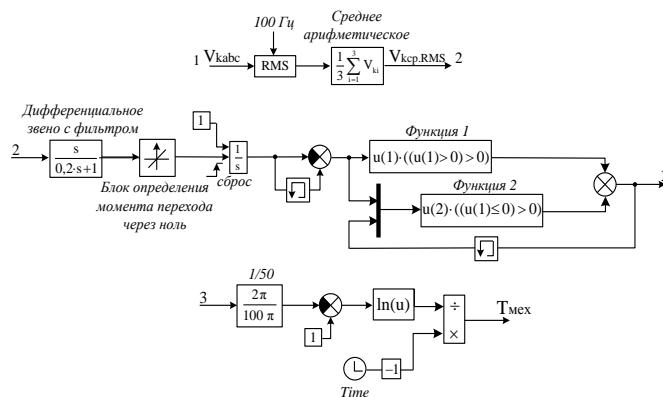 100 Гц
Среднее
арифметическое
1 Vkabc
RMS
1/3 3 ∑ i=1 Vki
Vkср.RMS 2
Дифференциальное
звено с фильтром
2
s
0,2·s+1
Блок определения
момента перехода
через ноль
1
1
s
сброс
Функция 1
u(1)·((u(1)>0)>0)
Функция 2
u(2)·((u(1)≤0)>0)
1/50
3
2π
100 π
1
ln(u)
÷
×
Tмех
−1
Time